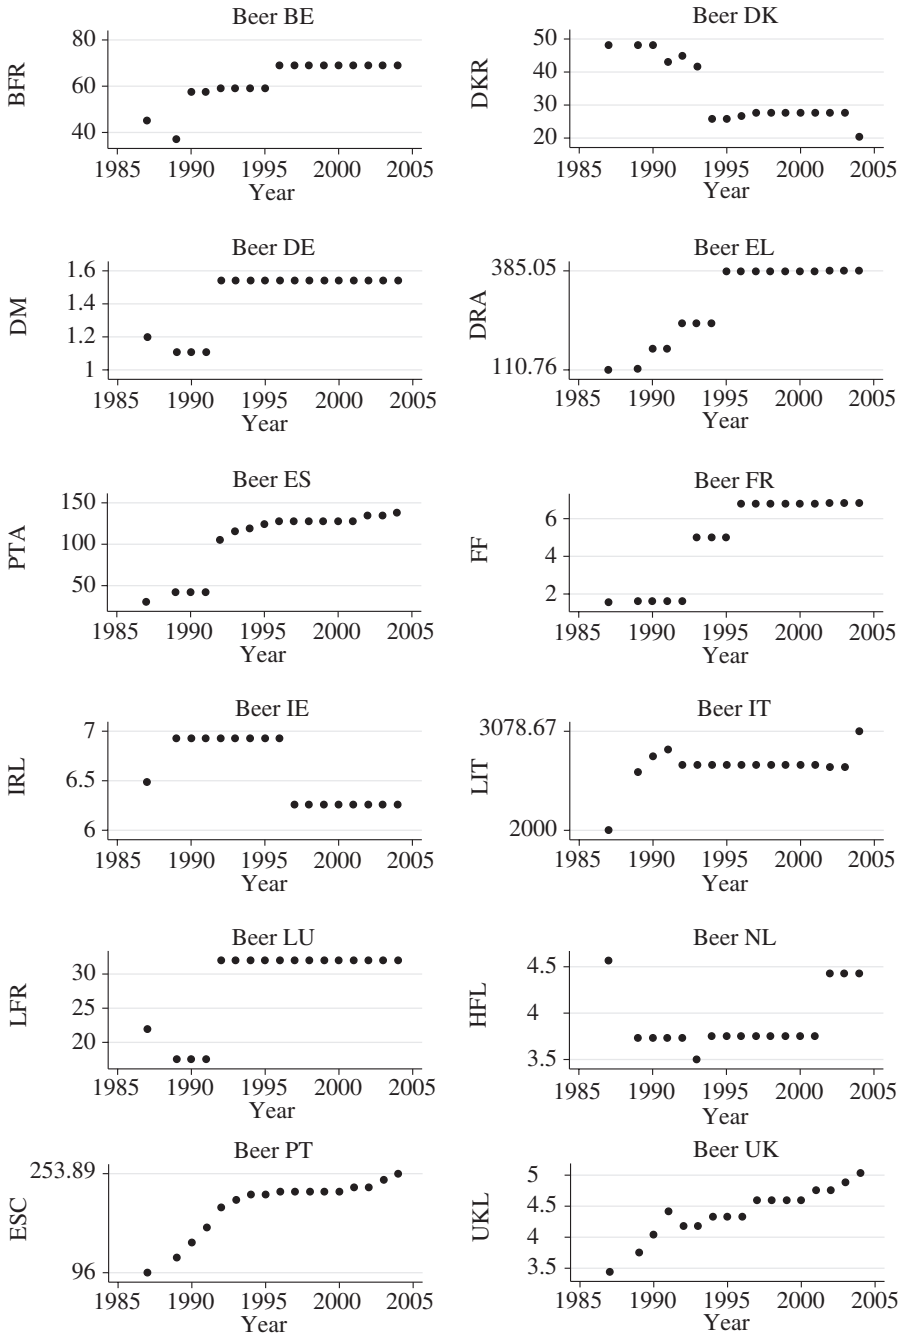 Beer BE
BFR
80
60
40
1985 1990 1995 2000 2005
Year
Beer DK
DKR
50
40
30
20
1985 1990 1995 2000 2005
Year
Beer DE
DM
1.6
1.4
1.2
1
1985 1990 1995 2000 2005
Year
Beer EL
DRA
385.05
110.76
1985 1990 1995 2000 2005
Year
Beer ES
PTA
150
100
50
1985 1990 1995 2000 2005
Year
Beer FR
FF
6
4
2
1985 1990 1995 2000 2005
Year
Beer IE
IRL
7
6.5
6
1985 1990 1995 2000 2005
Year
Beer IT
LIT
3078.67
2000
1985 1990 1995 2000 2005
Year
Beer LU
LFR
30
25
20
1985 1990 1995 2000 2005
Year
Beer NL
HFL
4.5
4
3.5
1985 1990 1995 2000 2005
Year
Beer PT
ESC
253.89
96
1985 1990 1995 2000 2005
Year
Beer UK
UKL
5
4.5
4
3.5
1985 1990 1995 2000 2005
Year